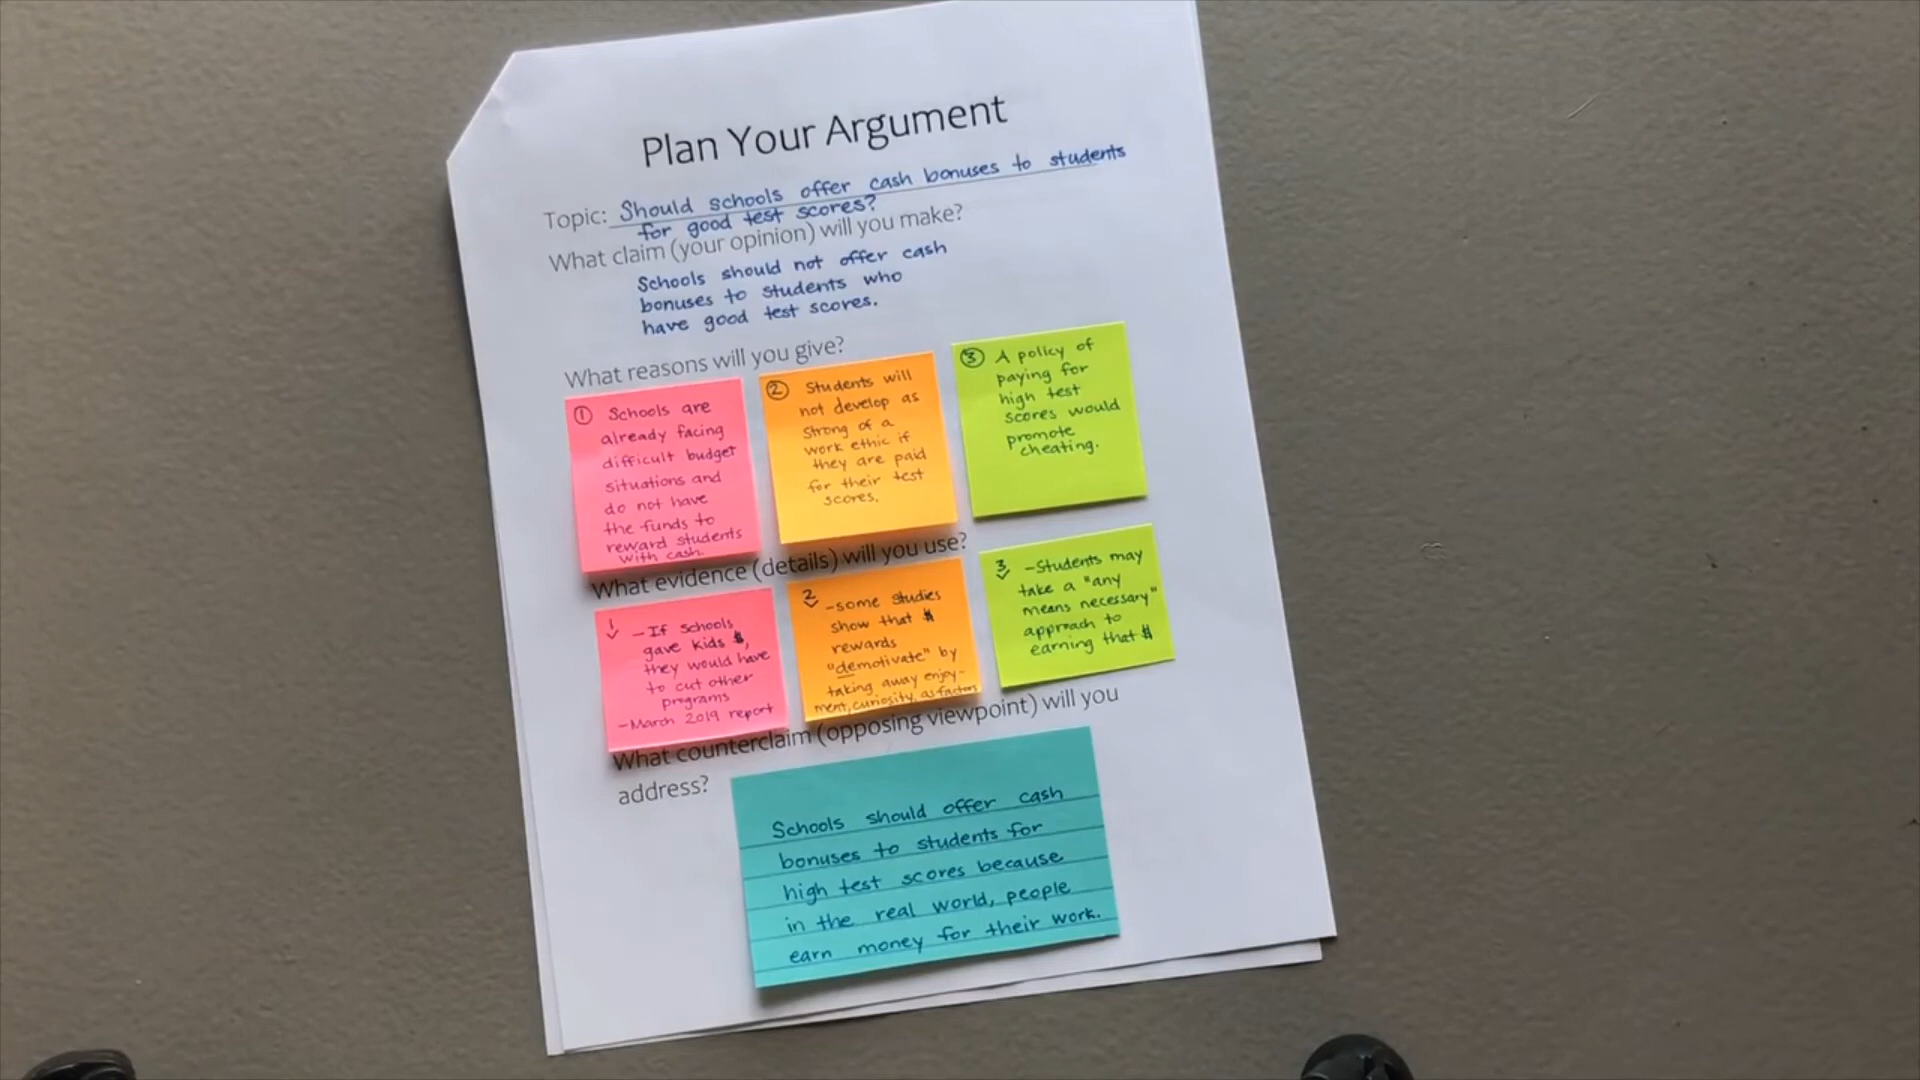 Plan Your Argument
Topic: Should schools offer cash bonuses to students
for good test scores?
What claim (your opinion) will you make?
Schools should not offer cash
bonuses to students who
have good test scores.
What reasons will you give?
① Schools are
already facing
difficult budget
situations and
do not have
the funds to
reward students
with cash.
② Students will
not develop as
strong of a
work ethic if
they are paid
for their test
scores.
③ A policy of
paying for
high test
scores would
promote
cheating.
What evidence (details) will you use?
1 - If schools
gave kids $,
they would have
to cut other
programs
- March 2019 report
2 - some studies
show that $
rewards
"demotivate" by
taking away enjoy-
ment, curiosity, as factors
3 - Students may
take a "any
means necessary"
approach to
earning that $
What counterclaim (opposing viewpoint) will you
address?
Schools should offer cash
bonuses to students for
high test scores because
in the real world, people
earn money for their work.